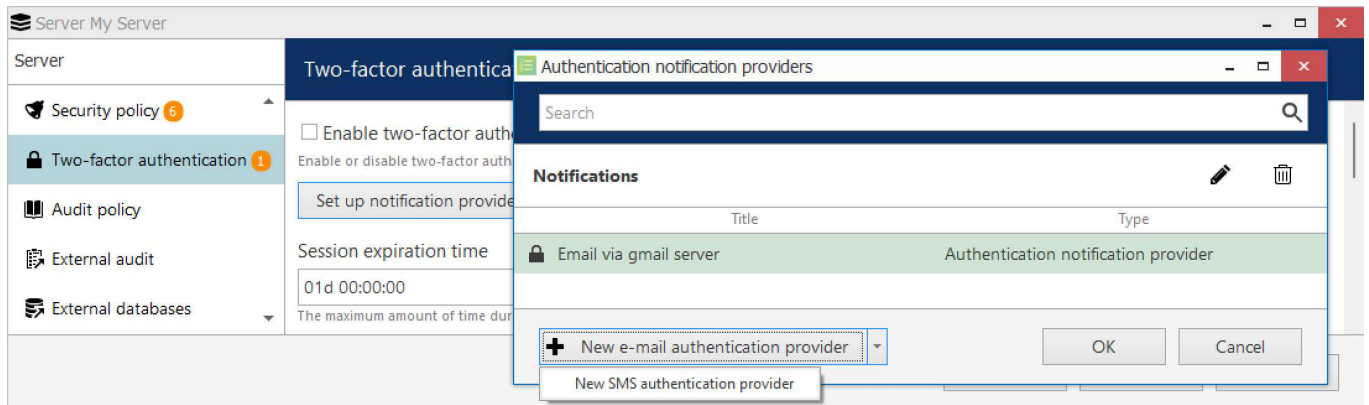 Server My Server
Server
Security policy 6
Two-factor authentication 1
Audit policy
External audit
External databases
Two-factor authentica
Enable two-factor auth
Enable or disable two-factor auth
Set up notification provide
Session expiration time
01d 00:00:00
The maximum amount of time dur
Authentication notification providers
Search
Notifications
Title Type
Email via gmail server Authentication notification provider
New e-mail authentication provider OK Cancel
New SMS authentication provider